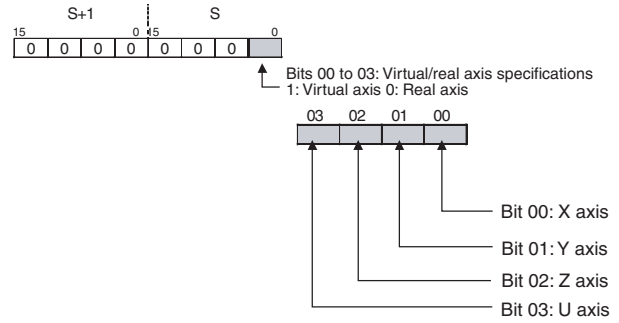 S+1 S
15 0 15 0
0 0 0 0 0 0 0
Bits 00 to 03: Virtual/real axis specifications
1: Virtual axis 0: Real axis
03 02 01 00
Bit 00: X axis
Bit 01: Y axis
Bit 02: Z axis
Bit 03: U axis